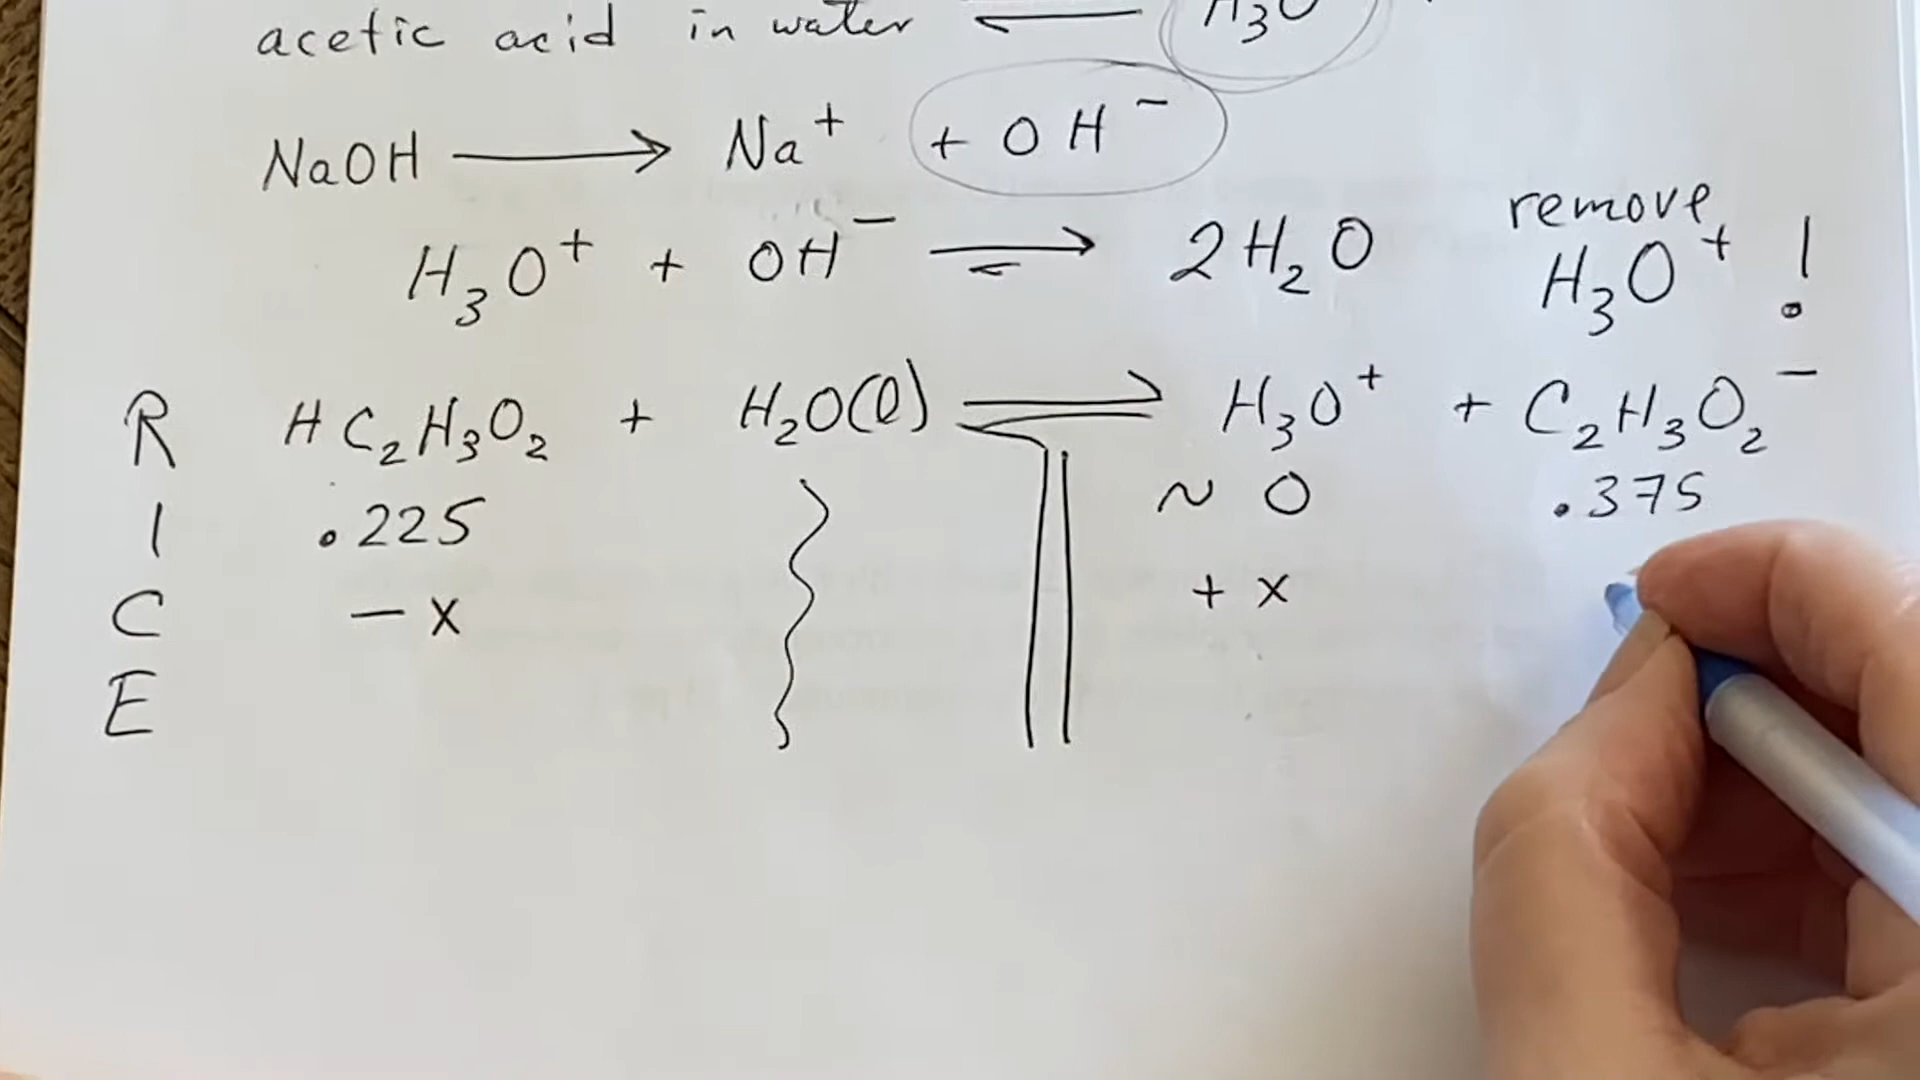 acetic acid in water ⇌ H₃O
NaOH → Na⁺ + OH⁻
remove
H₃O⁺ + OH⁻ ⇌ 2H₂O H₃O⁺ !
R HC₂H₃O₂ + H₂O(l) ⇌ H₃O⁺ + C₂H₃O₂⁻
I .225 ~ 0 .375
C – x + x
E